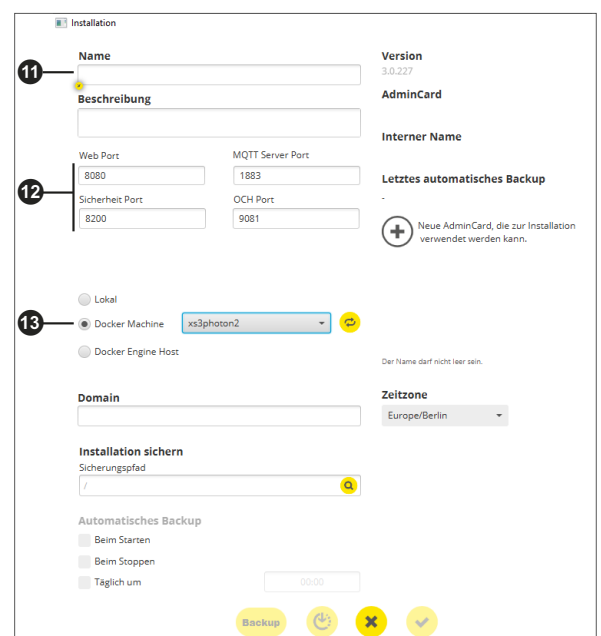 Installation
11
Name
Beschreibung
Web Port
MQTT Server Port
8080
1883
12
Sicherheit Port
OCH Port
8200
9081
Version
3.0.227
AdminCard
Interner Name
Letztes automatisches Backup
-
Neue AdminCard, die zur Installation
verwendet werden kann.
Lokal
13
Docker Machine
xs3photon2
Docker Engine Host
Der Name darf nicht leer sein.
Domain
Zeitzone
Europe/Berlin
Installation sichern
Sicherungspfad
/
Automatisches Backup
Beim Starten
Beim Stoppen
Täglich um
00:00
Backup